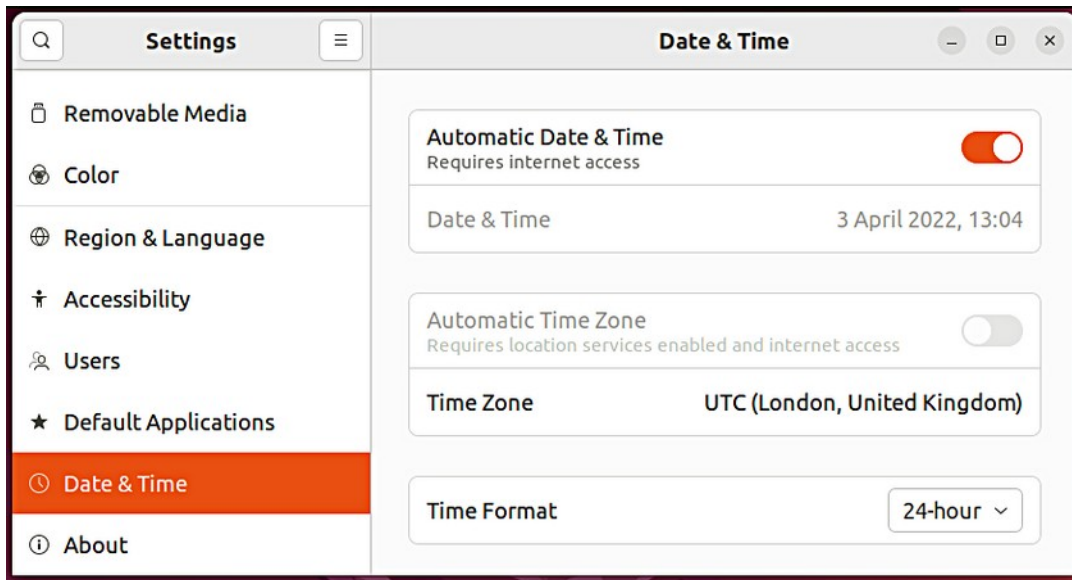 Settings
Date & Time
Removable Media
Color
Region & Language
Accessibility
Users
Default Applications
Date & Time
About
Automatic Date & Time
Requires internet access
Date & Time 3 April 2022, 13:04
Automatic Time Zone
Requires location services enabled and internet access
Time Zone UTC (London, United Kingdom)
Time Format 24-hour